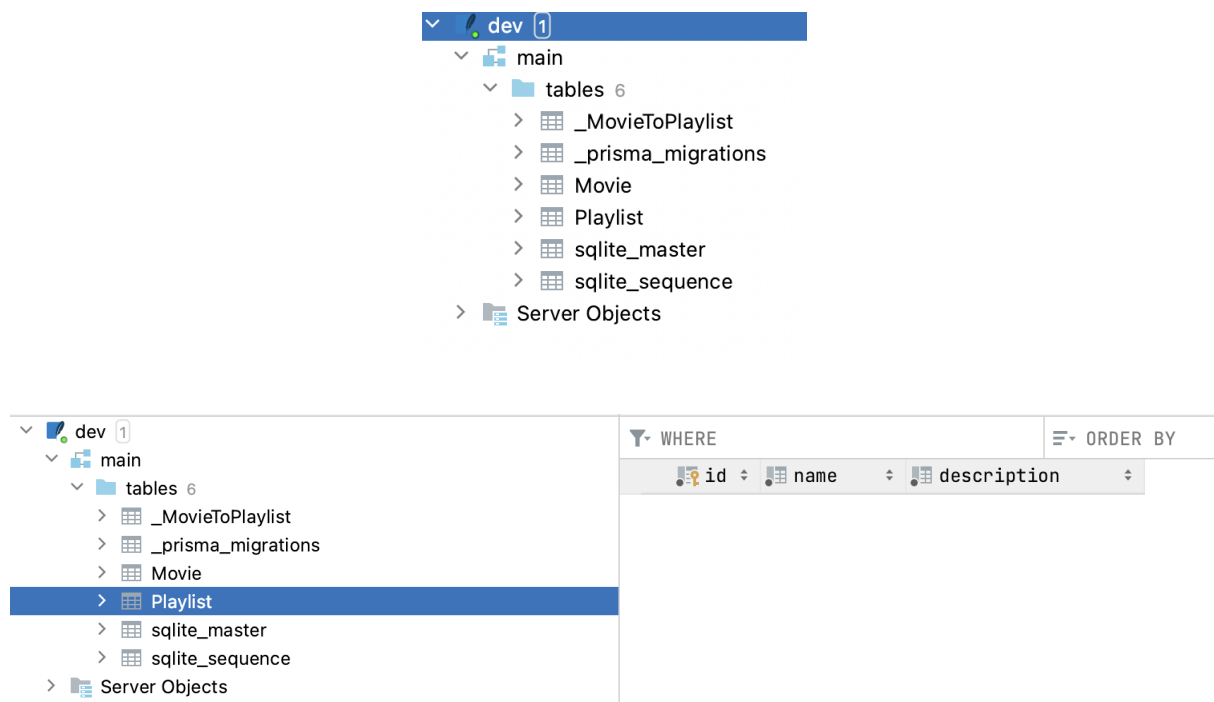 dev 1
main
tables 6
_MovieToPlaylist
_prisma_migrations
Movie
Playlist
sqlite_master
sqlite_sequence
Server Objects
dev 1
main
tables 6
_MovieToPlaylist
_prisma_migrations
Movie
Playlist
sqlite_master
sqlite_sequence
Server Objects
WHERE ORDER BY
id name description